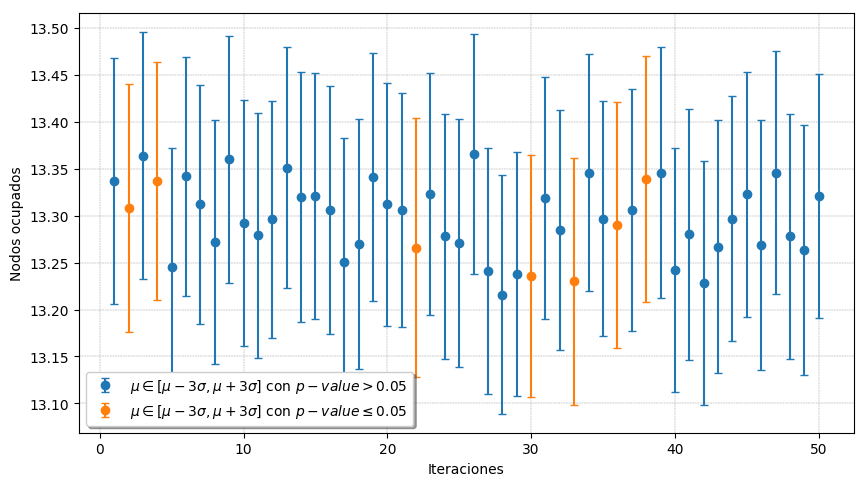 13.50
13.45
13.40
13.35
13.30
13.25
13.20
13.15
13.10
Nodos ocupados
μ ∈ [μ − 3σ, μ + 3σ] con p − value > 0.05
μ ∈ [μ − 3σ, μ + 3σ] con p − value ≤ 0.05
0 10 20 30 40 50
Iteraciones